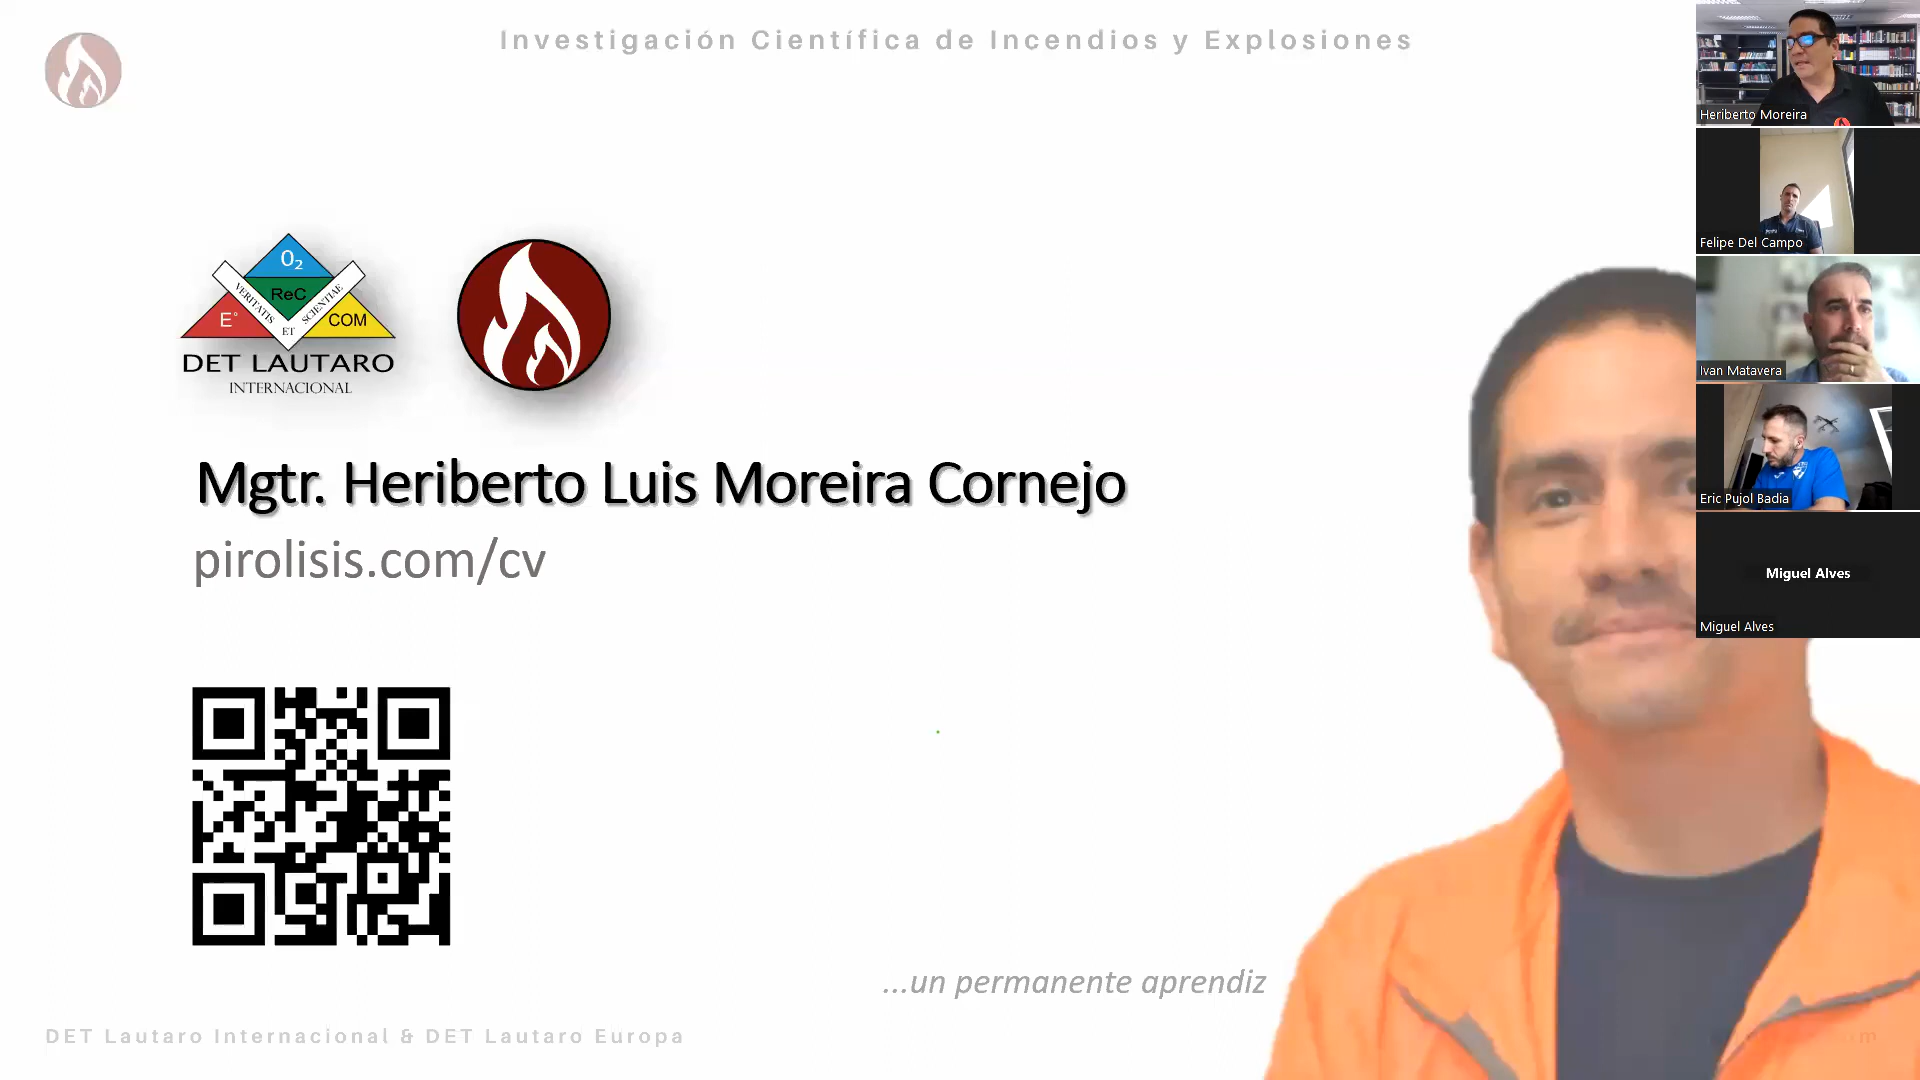 Investigación Científica de Incendios y Explosiones
O₂
ReC
E°
COM
VERITATIS
ET
SCIENTIAE
DET LAUTARO
INTERNACIONAL
Mgtr. Heriberto Luis Moreira Cornejo
pirolisis.com/cv
...un permanente aprendiz
DET Lautaro Internacional & DET Lautaro Europa
Heriberto Moreira
Felipe Del Campo
Ivan Matavera
Eric Pujol Badia
Miguel Alves
Miguel Alves